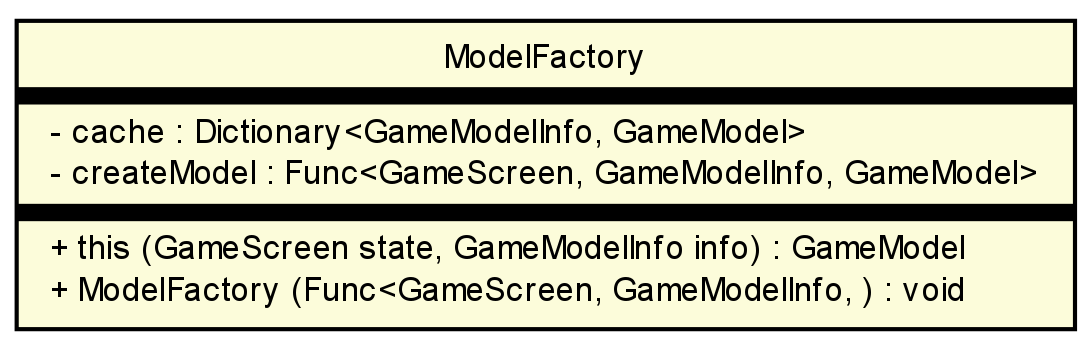 ModelFactory
- cache : Dictionary<GameModelInfo, GameModel>
- createModel : Func<GameScreen, GameModelInfo, GameModel>
+ this (GameScreen state, GameModelInfo info) : GameModel
+ ModelFactory (Func<GameScreen, GameModelInfo, ) : void